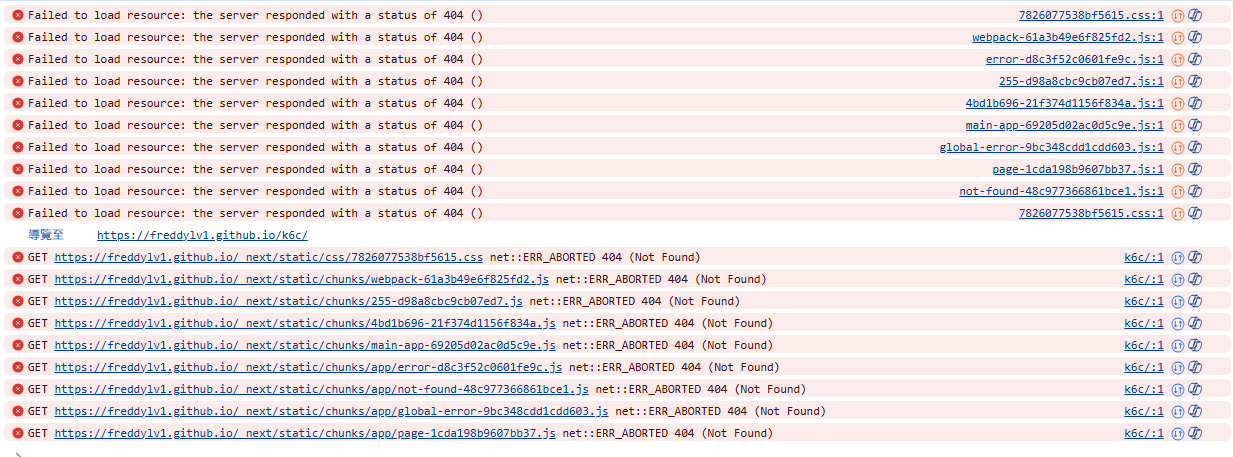 Failed to load resource: the server responded with a status of 404 () 7826077538bf5615.css:1
Failed to load resource: the server responded with a status of 404 () webpack-61a3b49e6f825fd2.js:1
Failed to load resource: the server responded with a status of 404 () error-d8c3f52c0601fe9c.js:1
Failed to load resource: the server responded with a status of 404 () 255-d98a8cbc9cb07ed7.js:1
Failed to load resource: the server responded with a status of 404 () 4bd1b696-21f374d1156f834a.js:1
Failed to load resource: the server responded with a status of 404 () main-app-69205d02ac0d5c9e.js:1
Failed to load resource: the server responded with a status of 404 () global-error-9bc348cdd1cdd603.js:1
Failed to load resource: the server responded with a status of 404 () page-1cda198b9607bb37.js:1
Failed to load resource: the server responded with a status of 404 () not-found-48c977366861bce1.js:1
Failed to load resource: the server responded with a status of 404 () 7826077538bf5615.css:1
導覽至 https://freddylv1.github.io/k6c/
GET https://freddylv1.github.io/_next/static/css/7826077538bf5615.css net::ERR_ABORTED 404 (Not Found) k6c/:1
GET https://freddylv1.github.io/_next/static/chunks/webpack-61a3b49e6f825fd2.js net::ERR_ABORTED 404 (Not Found) k6c/:1
GET https://freddylv1.github.io/_next/static/chunks/255-d98a8cbc9cb07ed7.js net::ERR_ABORTED 404 (Not Found) k6c/:1
GET https://freddylv1.github.io/_next/static/chunks/4bd1b696-21f374d1156f834a.js net::ERR_ABORTED 404 (Not Found) k6c/:1
GET https://freddylv1.github.io/_next/static/chunks/main-app-69205d02ac0d5c9e.js net::ERR_ABORTED 404 (Not Found) k6c/:1
GET https://freddylv1.github.io/_next/static/chunks/app/error-d8c3f52c0601fe9c.js net::ERR_ABORTED 404 (Not Found) k6c/:1
GET https://freddylv1.github.io/_next/static/chunks/app/not-found-48c977366861bce1.js net::ERR_ABORTED 404 (Not Found) k6c/:1
GET https://freddylv1.github.io/_next/static/chunks/app/global-error-9bc348cdd1cdd603.js net::ERR_ABORTED 404 (Not Found) k6c/:1
GET https://freddylv1.github.io/_next/static/chunks/app/page-1cda198b9607bb37.js net::ERR_ABORTED 404 (Not Found) k6c/:1